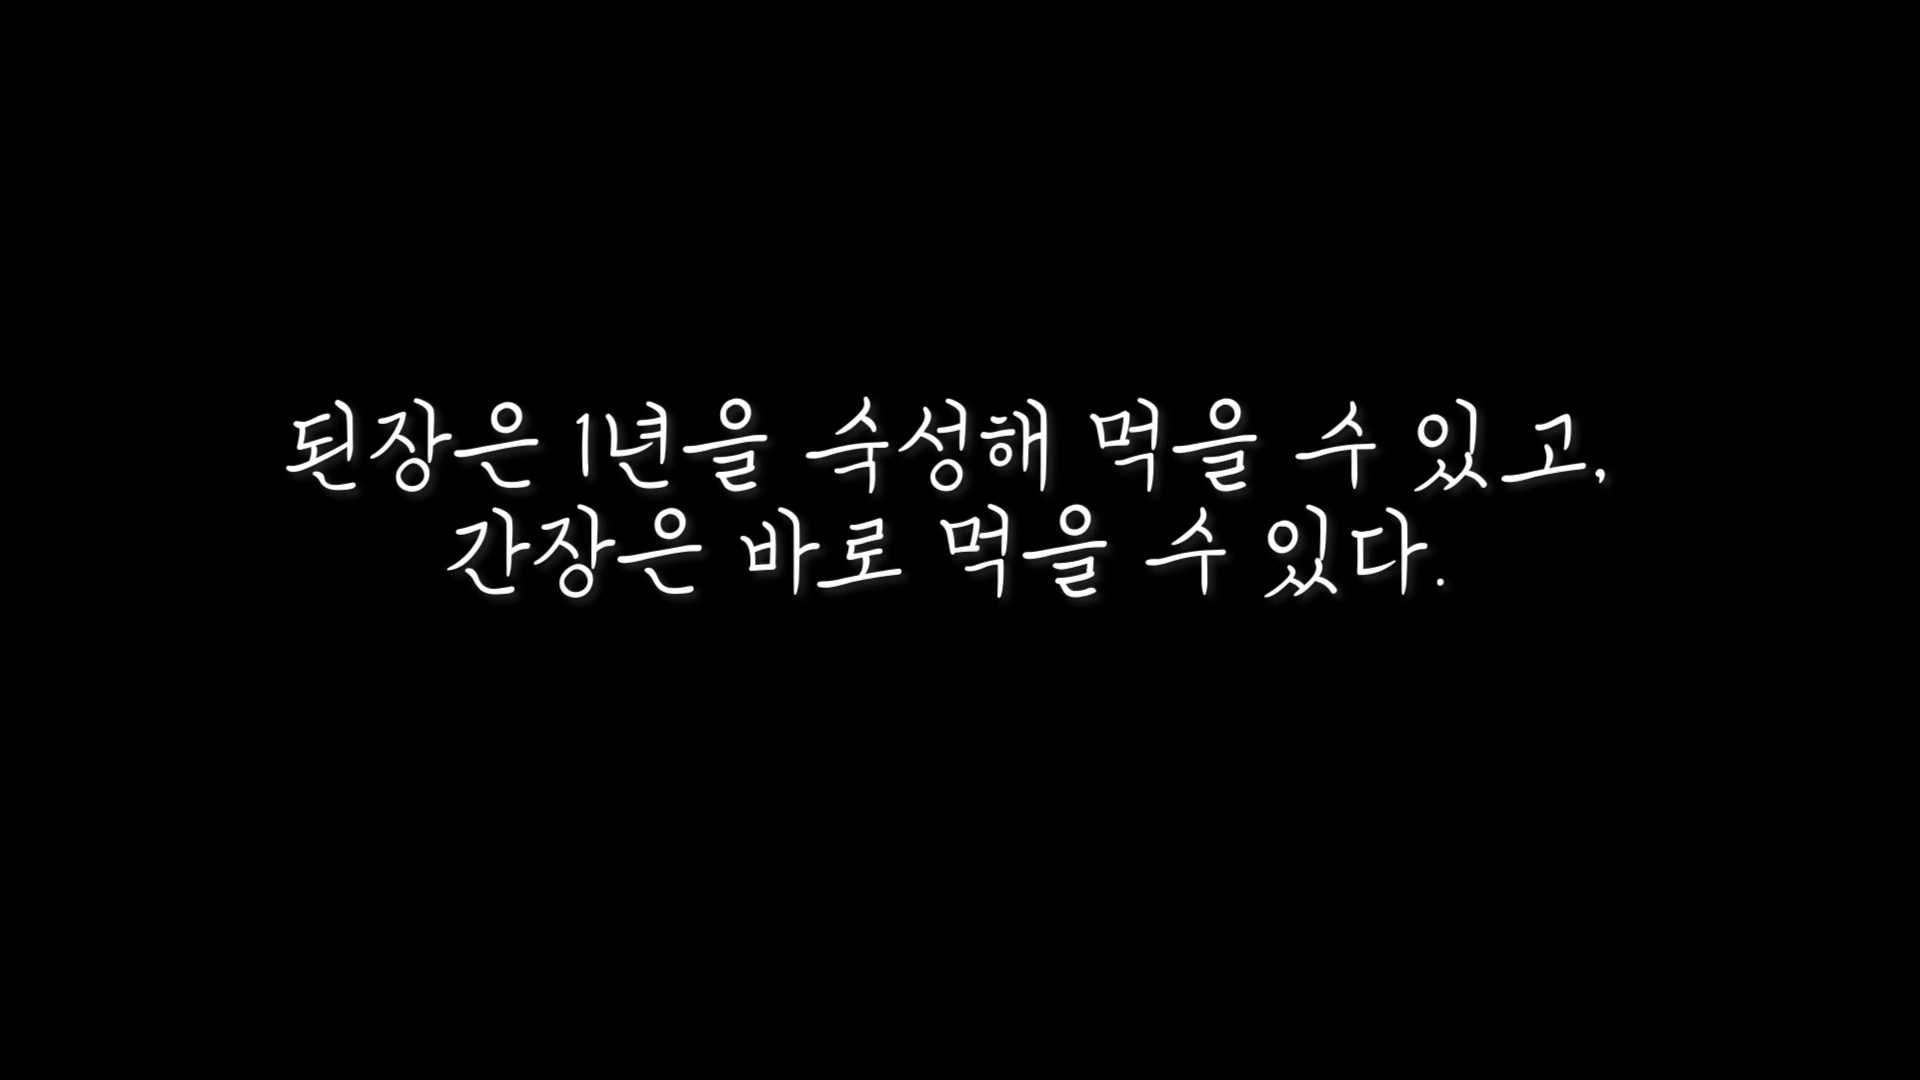 된장은 1년을 숙성해 먹을 수 있고,
간장은 바로 먹을 수 있다.